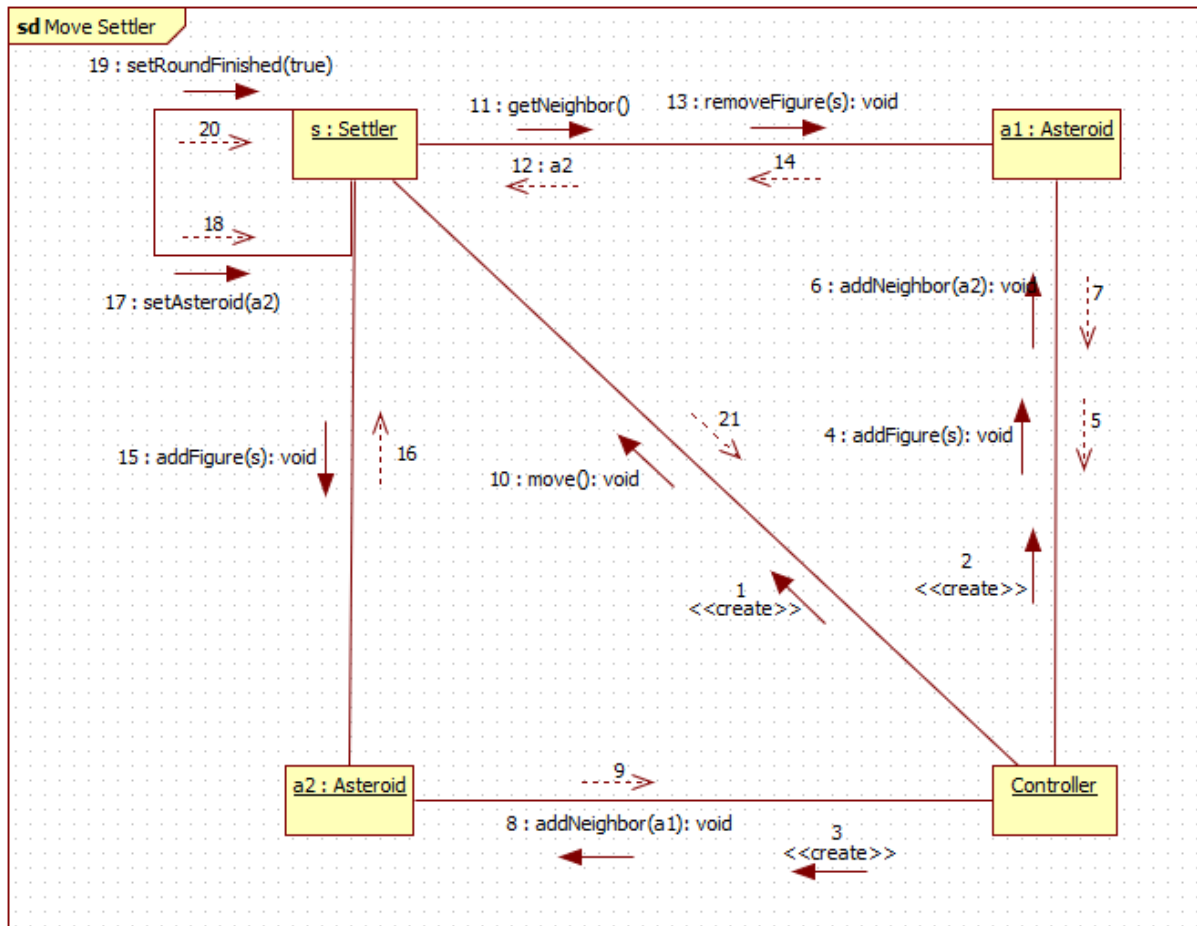 sd Move Settler
19 : setRoundFinished(true)
11 : getNeighbor()
13 : removeFigure(s): void
20
s : Settler
a1 : Asteroid
12 : a2
14
18
17 : setAsteroid(a2)
6 : addNeighbor(a2): void
7
21
4 : addFigure(s): void
5
15 : addFigure(s): void
16
10 : move(): void
1
<<create>>
2
<<create>>
a2 : Asteroid
9
Controller
8 : addNeighbor(a1): void
3
<<create>>